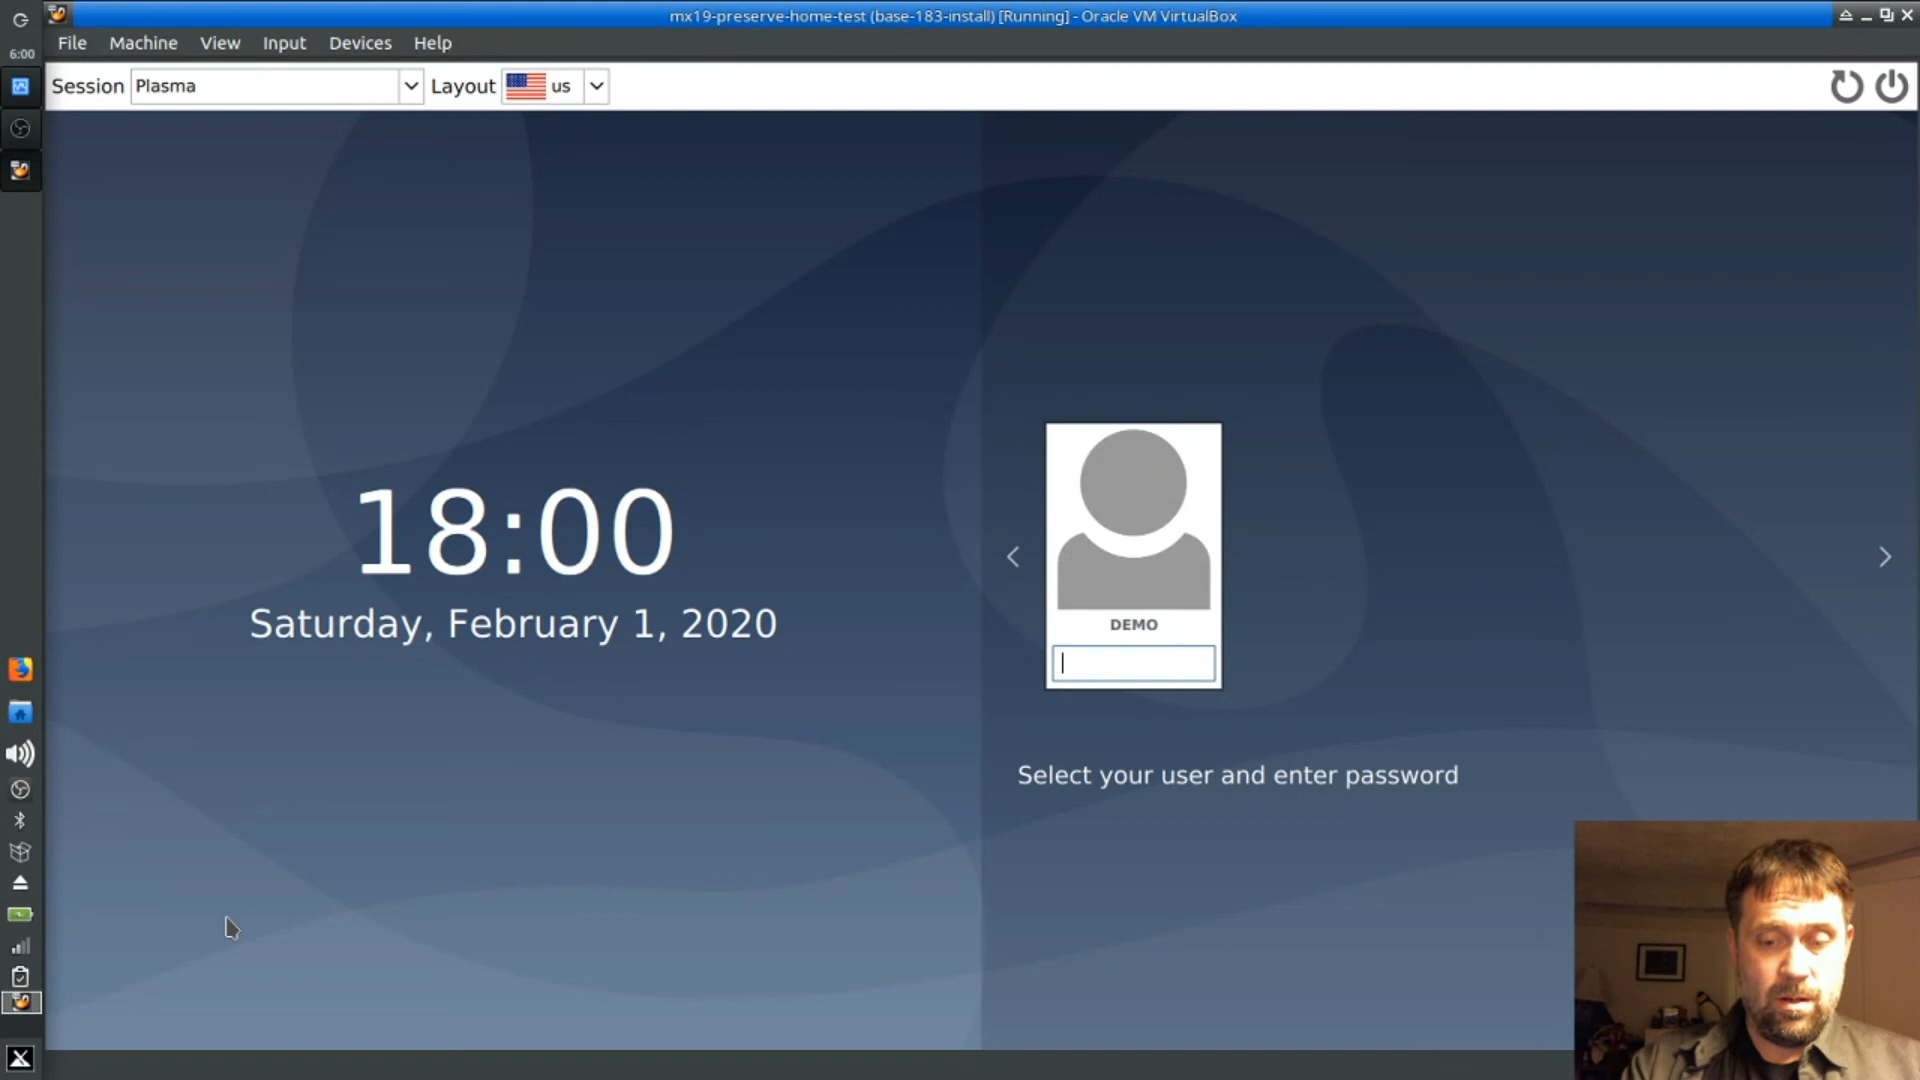 mx19-preserve-home-test (base-183-install) [Running] - Oracle VM VirtualBox
6:00
File Machine View Input Devices Help
Session Plasma Layout us
18:00
Saturday, February 1, 2020
DEMO
Select your user and enter password